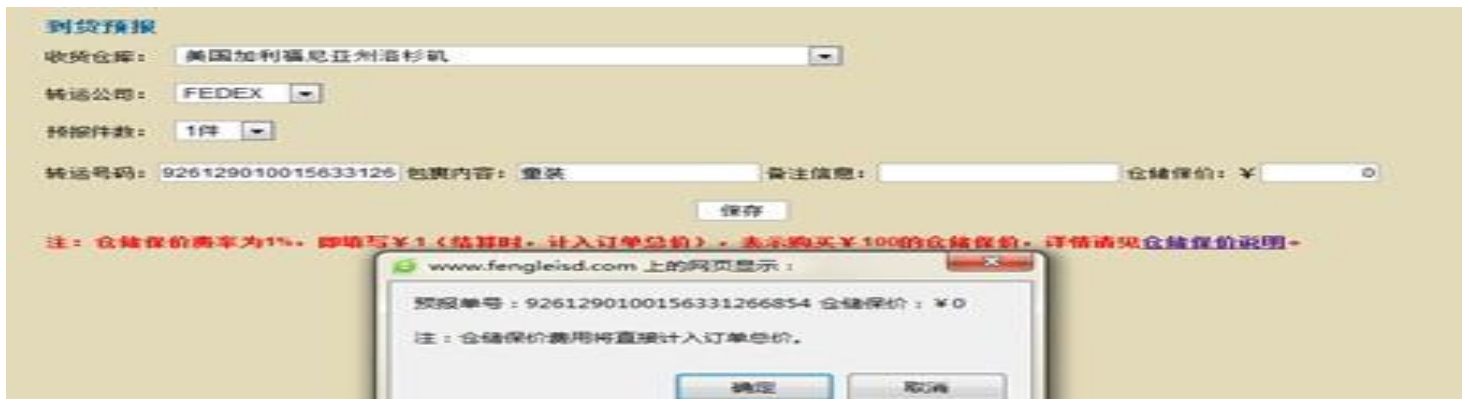 到货预报
收货仓库： 美国加利福尼亚州洛杉矶
转运公司： FEDEX
预报件数： 1件
转运号码： 926129010015633126 包裹内容： 童装 备注信息： 仓储保价：￥ 0
保存
注：仓储保价费率为1%，即填写￥1（结算时，计入订单总价），表示购买￥100的仓储保价，详情请见仓储保价说明。
www.fengleisd.com 上的网页显示：
预报单号：9261290100156331266854 仓储保价：￥0
注：仓储保价费用将直接计入订单总价。
确定 取消